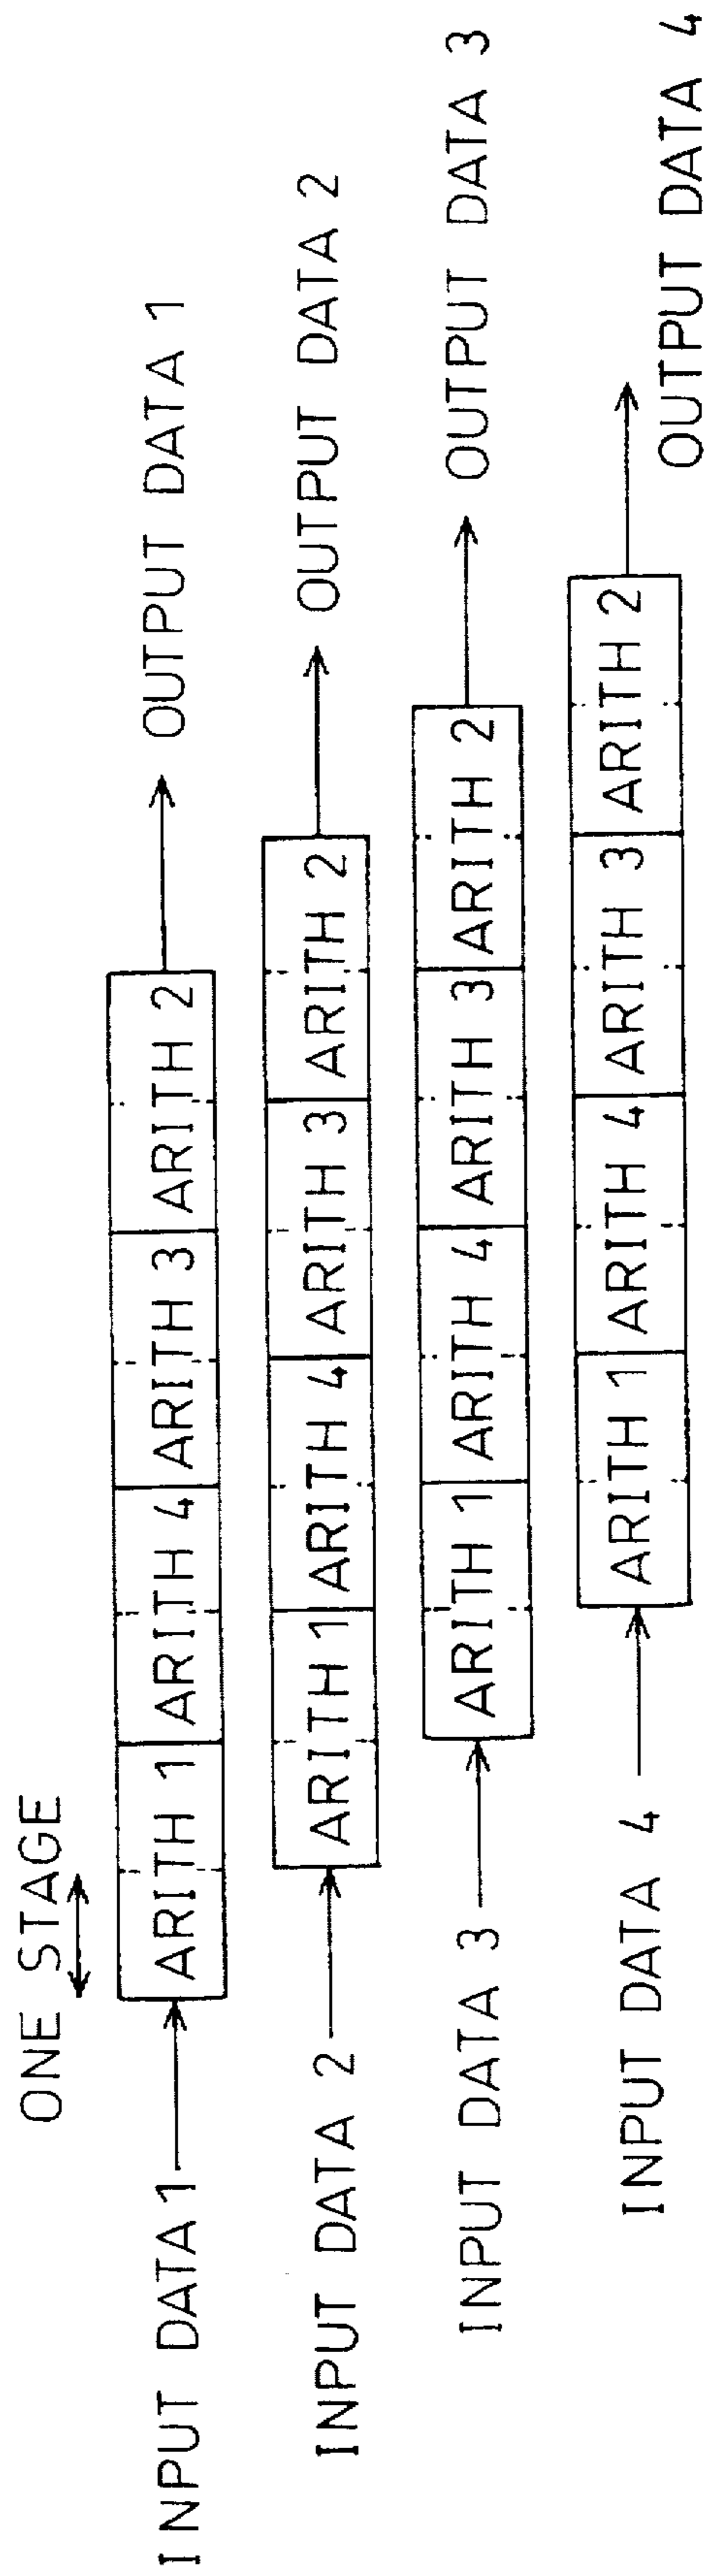 ONE STAGE
INPUT DATA 1
ARITH 1
ARITH 4
ARITH 3
ARITH 2
OUTPUT DATA 1
INPUT DATA 2
ARITH 1
ARITH 4
ARITH 3
ARITH 2
OUTPUT DATA 2
INPUT DATA 3
ARITH 1
ARITH 4
ARITH 3
ARITH 2
OUTPUT DATA 3
INPUT DATA 4
ARITH 1
ARITH 4
ARITH 3
ARITH 2
OUTPUT DATA 4